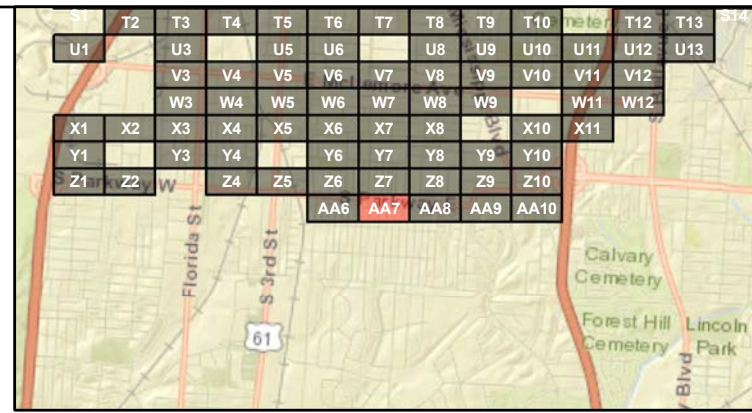 S1 T2 T3 T4 T5 T6 T7 T8 T9 T10 T12 T13 S14
U1 U3 U5 U6 U8 U9 U10 U11 U12 U13
V3 V4 V5 V6 V7 V8 V9 V10 V11 V12
W3 W4 W5 W6 W7 W8 W9 W11 W12
X1 X2 X3 X4 X5 X6 X7 X8 X10 X11
Y1 Y3 Y4 Y6 Y7 Y8 Y9 Y10
Z1 Z2 Z4 Z5 Z6 Z7 Z8 Z9 Z10
AA6 AA7 AA8 AA9 AA10
Florida St
S 3rd St
61
Calvary
Cemetery
Forest Hill
Cemetery
Lincoln
Park
Blvd